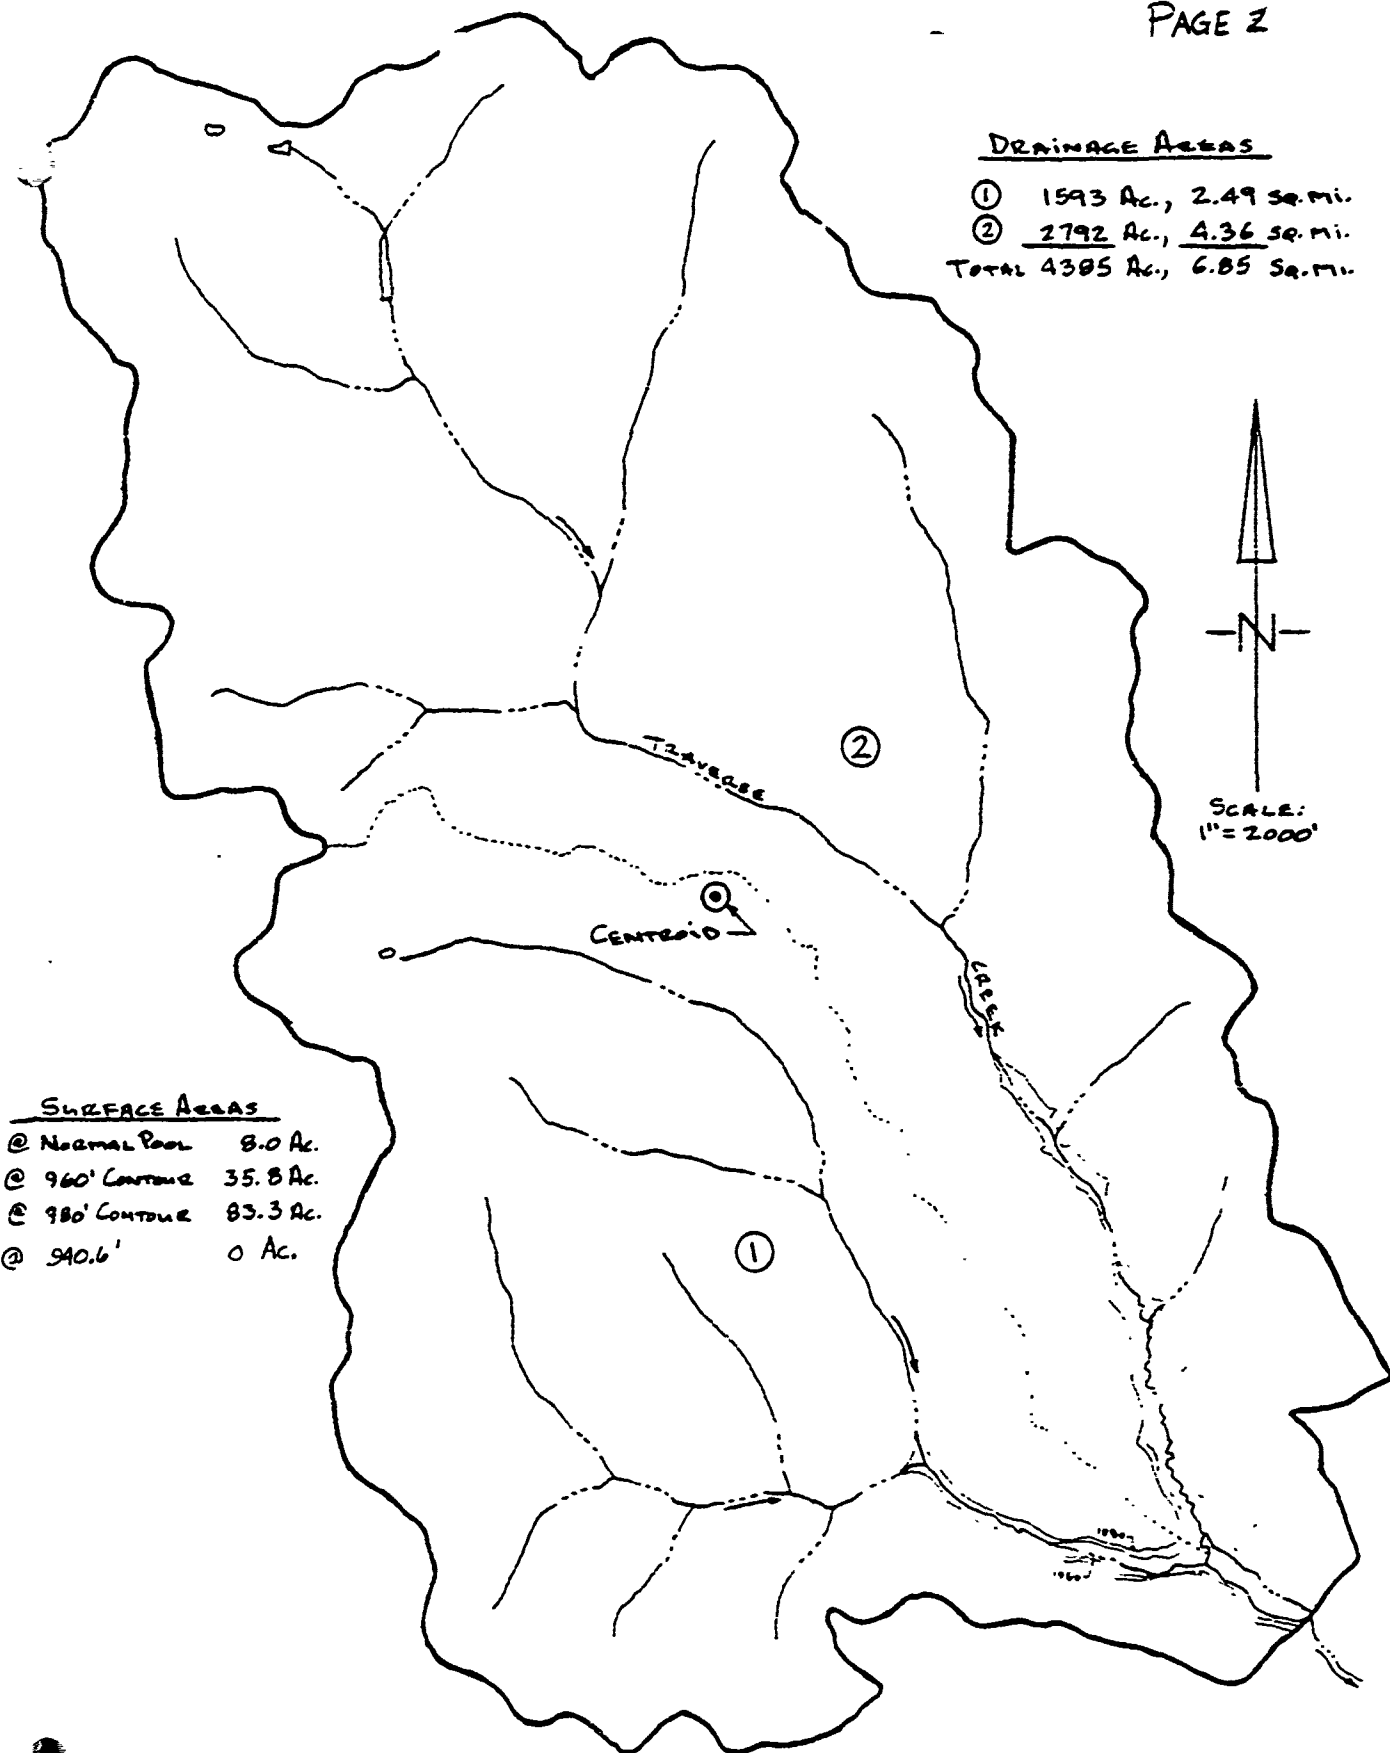 PAGE 2
DRAINAGE AREAS
① 1593 Ac., 2.49 SQ.MI.
② 2792 Ac., 4.36 SQ.MI.
TOTAL 4385 Ac., 6.85 SQ.MI.
N
SCALE:
1"=2000'
②
TRAVERSE
CENTROID
CREEK
SURFACE AREAS
@ NORMAL POOL 8.0 Ac.
@ 960' CONTOUR 35.8 Ac.
@ 980' CONTOUR 83.3 Ac.
@ 940.6' 0 Ac.
①